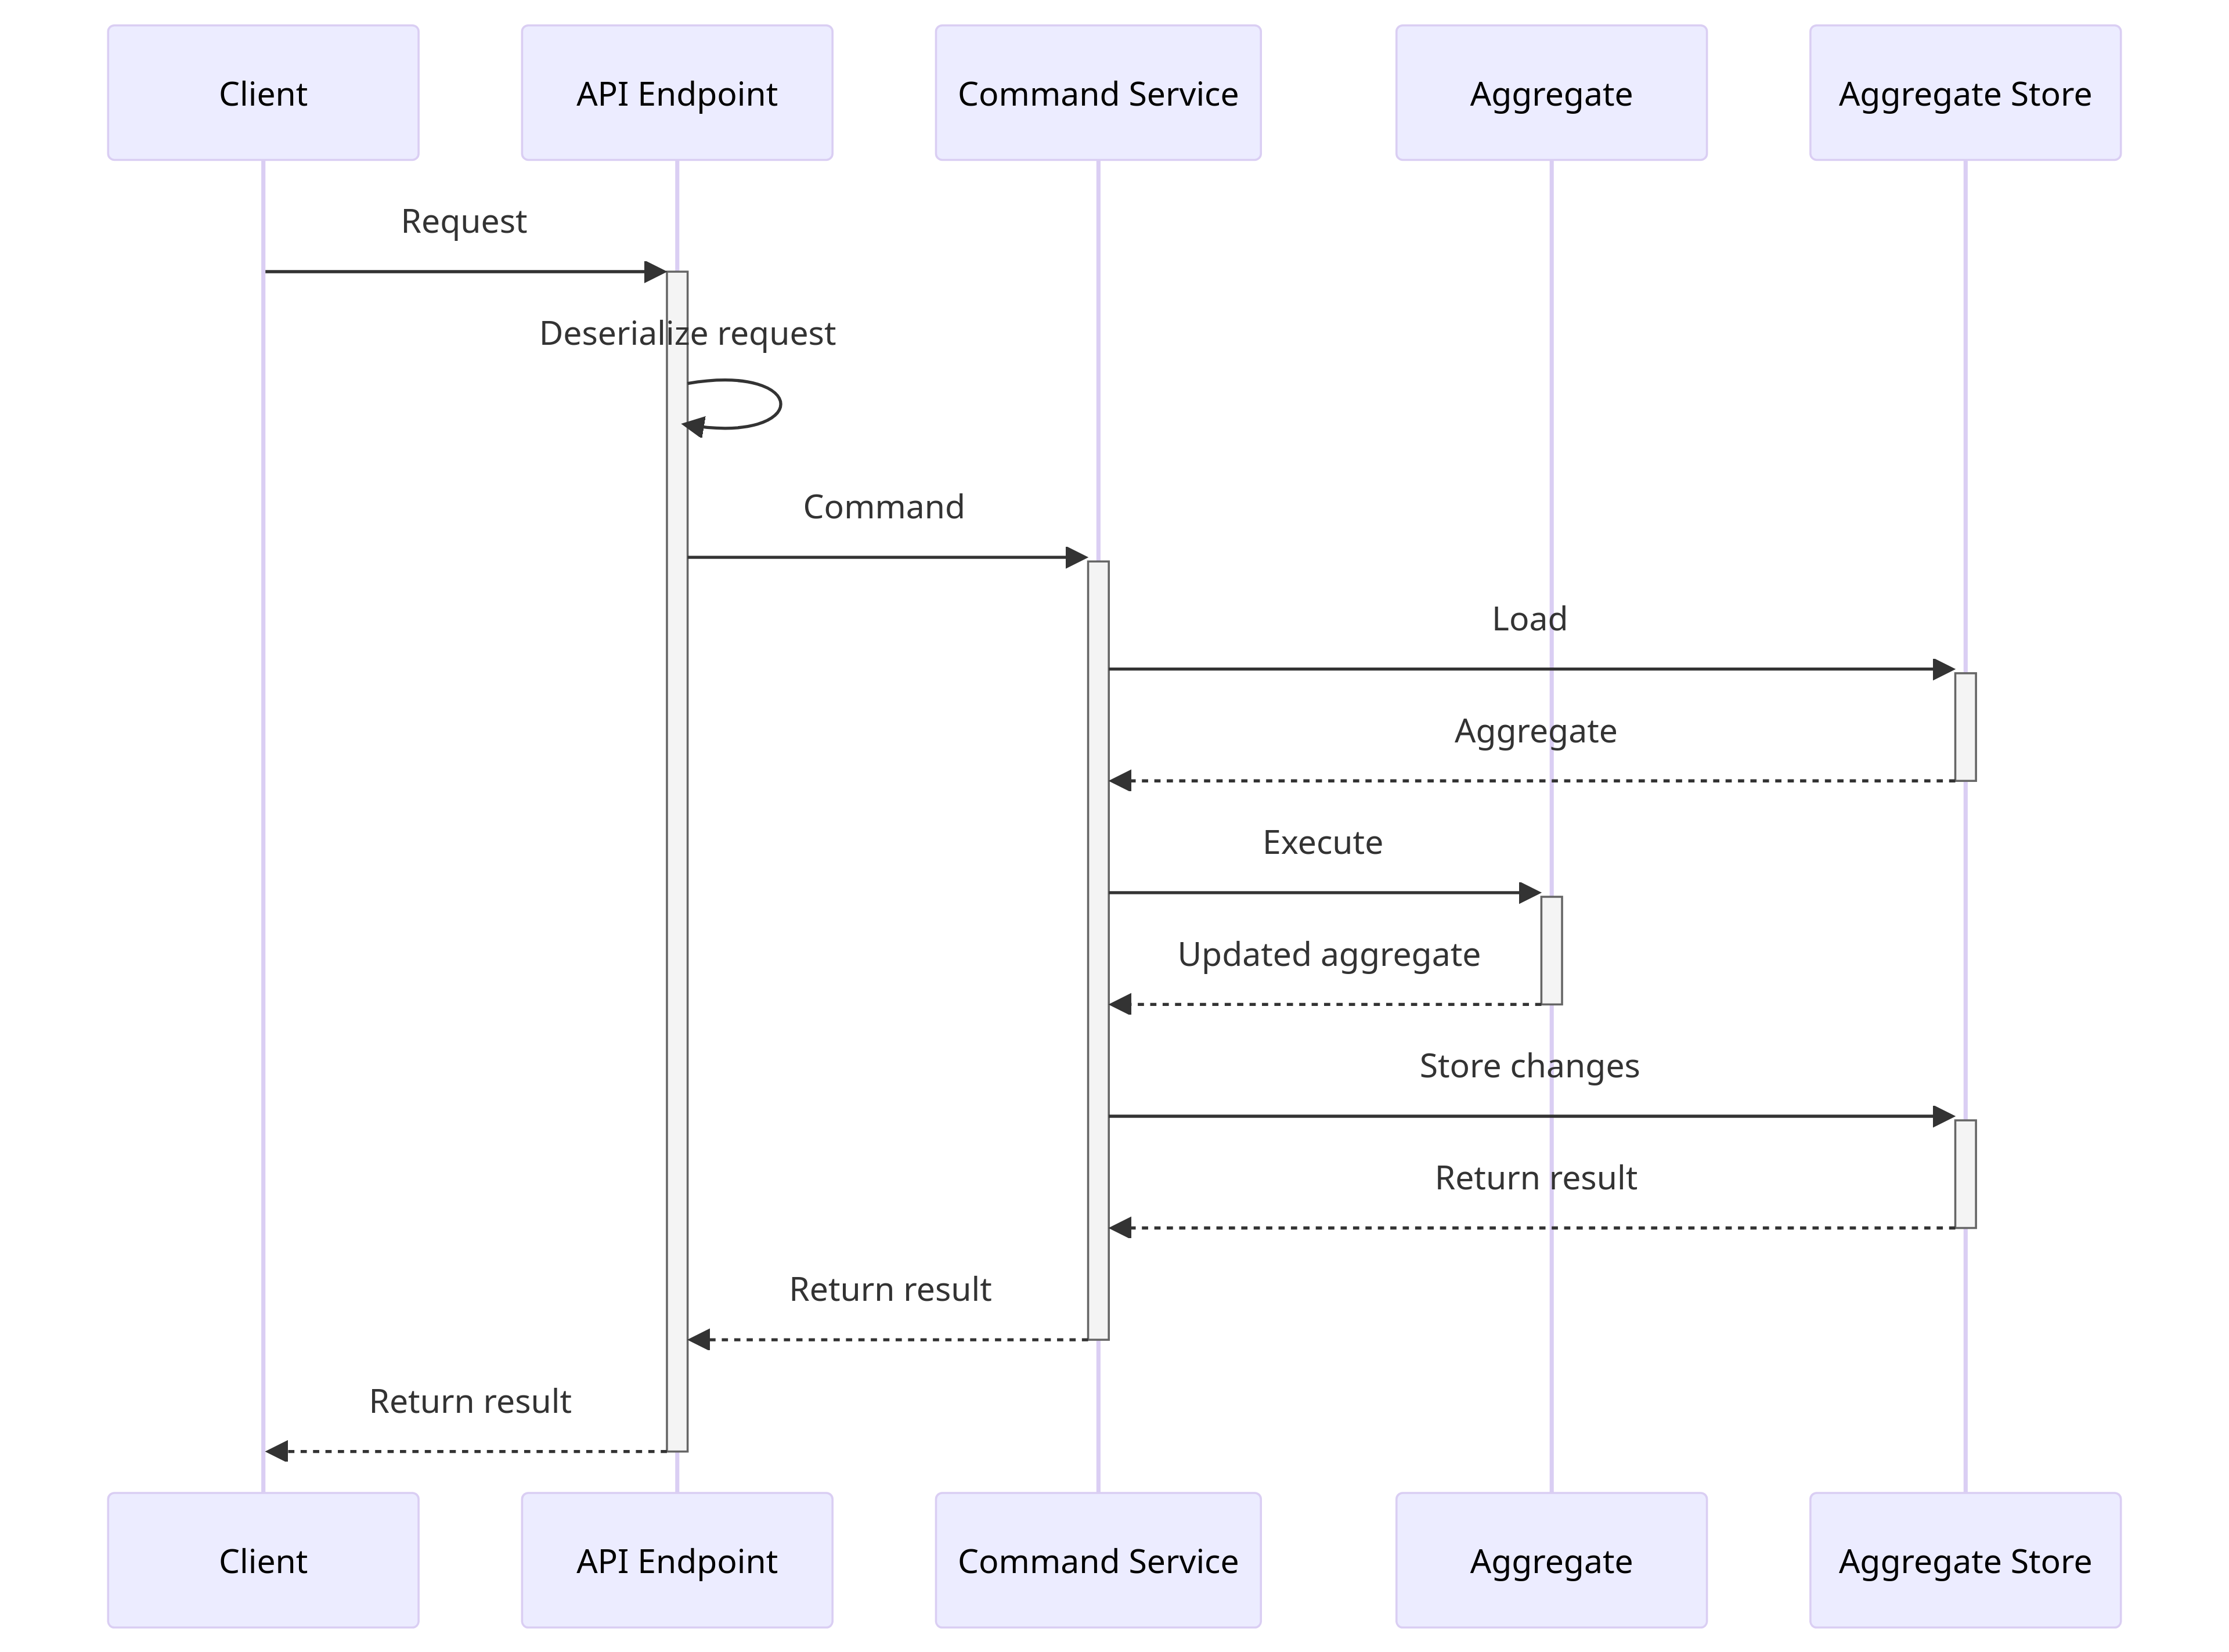 Client
API Endpoint
Command Service
Aggregate
Aggregate Store
Request
Deserialize request
Command
Load
Aggregate
Execute
Updated aggregate
Store changes
Return result
Return result
Return result
Client
API Endpoint
Command Service
Aggregate
Aggregate Store